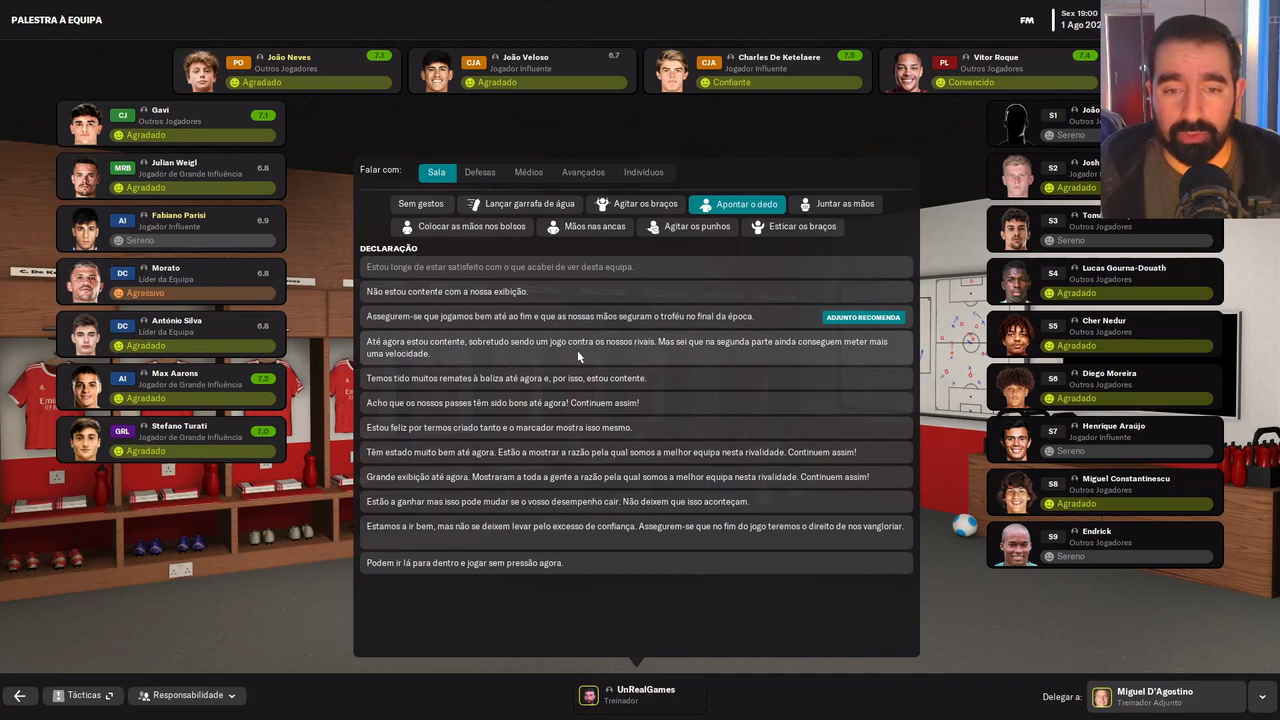 PALESTRA À EQUIPA
FM
Sex 19:00
1 Ago 202
PO
João Neves
7.1
Outros Jogadores
Agradado
CJA
João Veloso
6.7
Jogador Influente
Agradado
CJA
Charles De Ketelaere
Jogador Influente
Confiante
PL
Vitor Roque
7.4
Outros Jogadores
Convencido
CJ
Gavi
7.1
Outros Jogadores
Agradado
MRB
Julian Weigl
6.8
Jogador de Grande Influência
Agradado
AI
Fabiano Parisi
6.9
Jogador Influente
Sereno
DC
Morato
6.8
Líder da Equipa
Agressivo
DC
António Silva
6.8
Líder da Equipa
Agradado
AI
Max Aarons
7.2
Jogador de Grande Influência
Agradado
GRL
Stefano Turati
7.0
Jogador de Grande Influência
Agradado
Falar com:
Sala
Defesas
Médios
Avançados
Indivíduos
Sem gestos
Lançar garrafa de água
Agitar os braços
Apontar o dedo
Juntar as mãos
Colocar as mãos nos bolsos
Mãos nas ancas
Agitar os punhos
Esticar os braços
DECLARAÇÃO
Estou longe de estar satisfeito com o que acabei de ver desta equipa.
Não estou contente com a nossa exibição.
Assegurem-se que jogamos bem até ao fim e que as nossas mãos seguram o troféu no final da época.
ADJUNTO RECOMENDA
Até agora estou contente, sobretudo sendo um jogo contra os nossos rivais. Mas sei que na segunda parte ainda conseguem meter mais
uma velocidade.
Temos tido muitos remates à baliza até agora e, por isso, estou contente.
Acho que os nossos passes têm sido bons até agora! Continuem assim!
Estou feliz por termos criado tanto e o marcador mostra isso mesmo.
Têm estado muito bem até agora. Estão a mostrar a razão pela qual somos a melhor equipa nesta rivalidade. Continuem assim!
Grande exibição até agora. Mostraram a toda a gente a razão pela qual somos a melhor equipa nesta rivalidade. Continuem assim!
Estão a ganhar mas isso pode mudar se o vosso desempenho cair. Não deixem que isso aconteçam.
Estamos a ir bem, mas não se deixem levar pelo excesso de confiança. Assegurem-se que no fim do jogo teremos o direito de nos vangloriar.
Podem ir lá para dentro e jogar sem pressão agora.
S1
João
Outros Jo
Sereno
S2
Josh
Outros
Agradado
S3
Outros Jogadores
Sereno
S4
Lucas Gourna-Douath
Outros Jogadores
Agradado
S5
Cher Nedur
Outros Jogadores
Agradado
S6
Diego Moreira
Outros Jogadores
Agradado
S7
Henrique Araújo
Jogador Influente
Sereno
S8
Miguel Constantinescu
Outros Jogadores
Agradado
S9
Endrick
Outros Jogadores
Sereno
Tácticas
Responsabilidade
UnRealGames
Treinador
Delegar a:
Miguel D'Agostino
Treinador Adjunto